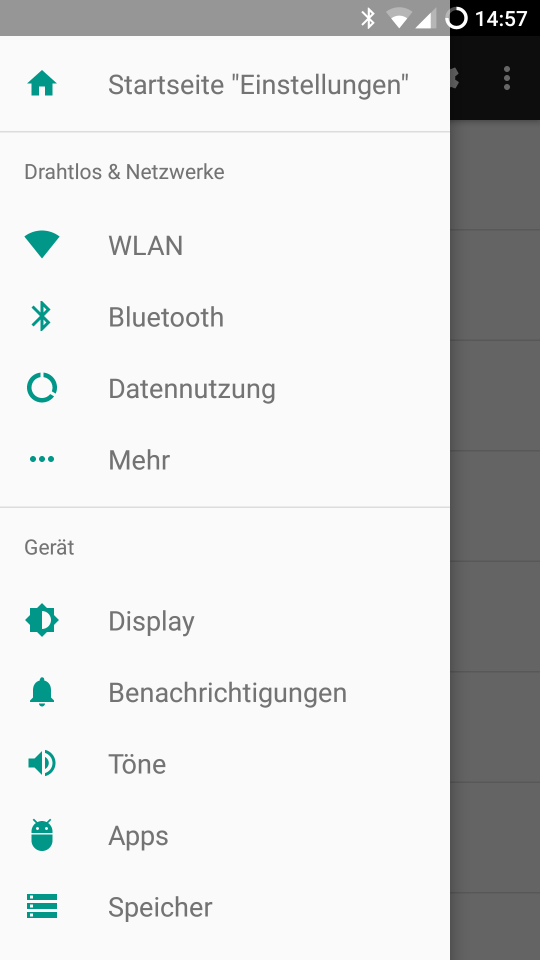 14:57
Startseite "Einstellungen"
Drahtlos & Netzwerke
WLAN
Bluetooth
Datennutzung
Mehr
Gerät
Display
Benachrichtigungen
Töne
Apps
Speicher